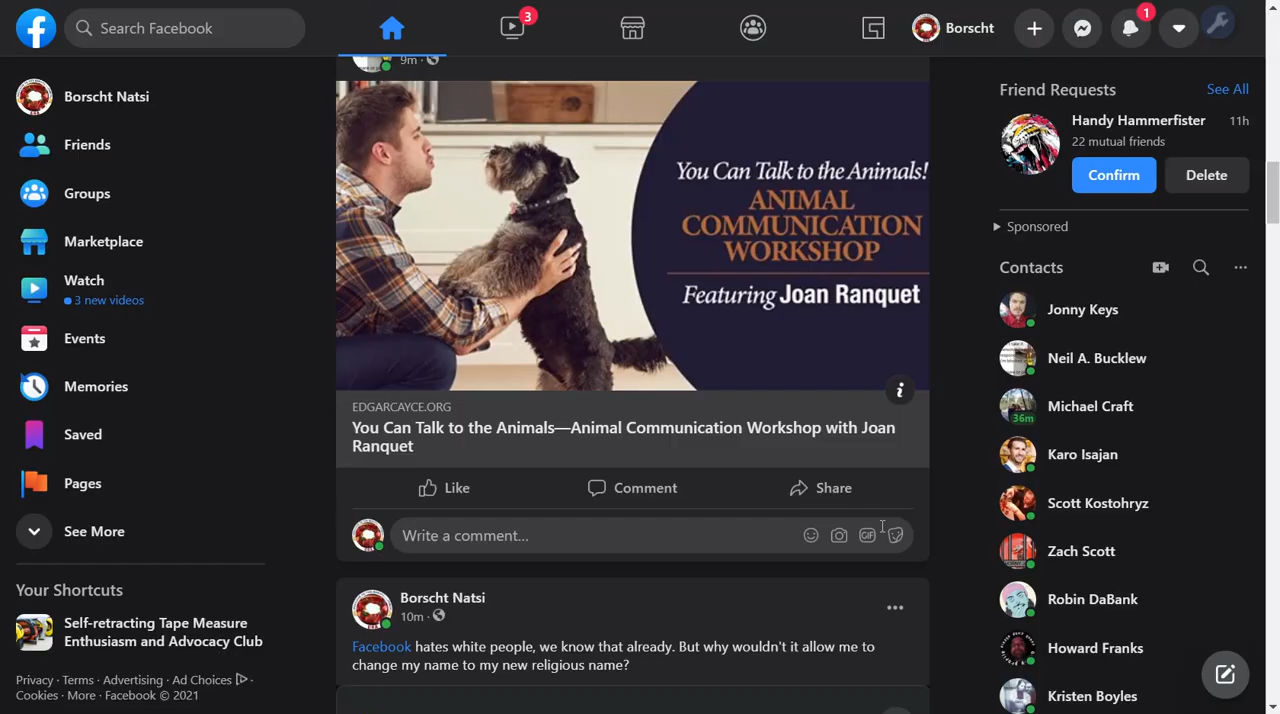 Search Facebook
3
Borscht
1
Borscht Natsi
Friends
Groups
Marketplace
Watch
3 new videos
Events
Memories
Saved
Pages
See More
Your Shortcuts
Self-retracting Tape Measure
Enthusiasm and Advocacy Club
Privacy · Terms · Advertising · Ad Choices ·
Cookies · More · Facebook © 2021
9m ·
You Can Talk to the Animals!
ANIMAL
COMMUNICATION
WORKSHOP
Featuring Joan Ranquet
EDGARCAYCE.ORG
You Can Talk to the Animals—Animal Communication Workshop with Joan
Ranquet
Like
Comment
Share
Write a comment...
GIF
Borscht Natsi
10m ·
Facebook hates white people, we know that already. But why wouldn't it allow me to
change my name to my new religious name?
Friend Requests
See All
Handy Hammerfister
11h
22 mutual friends
Confirm
Delete
Sponsored
Contacts
Jonny Keys
Neil A. Bucklew
Michael Craft
36m
Karo Isajan
Scott Kostohryz
Zach Scott
Robin DaBank
Howard Franks
Kristen Boyles